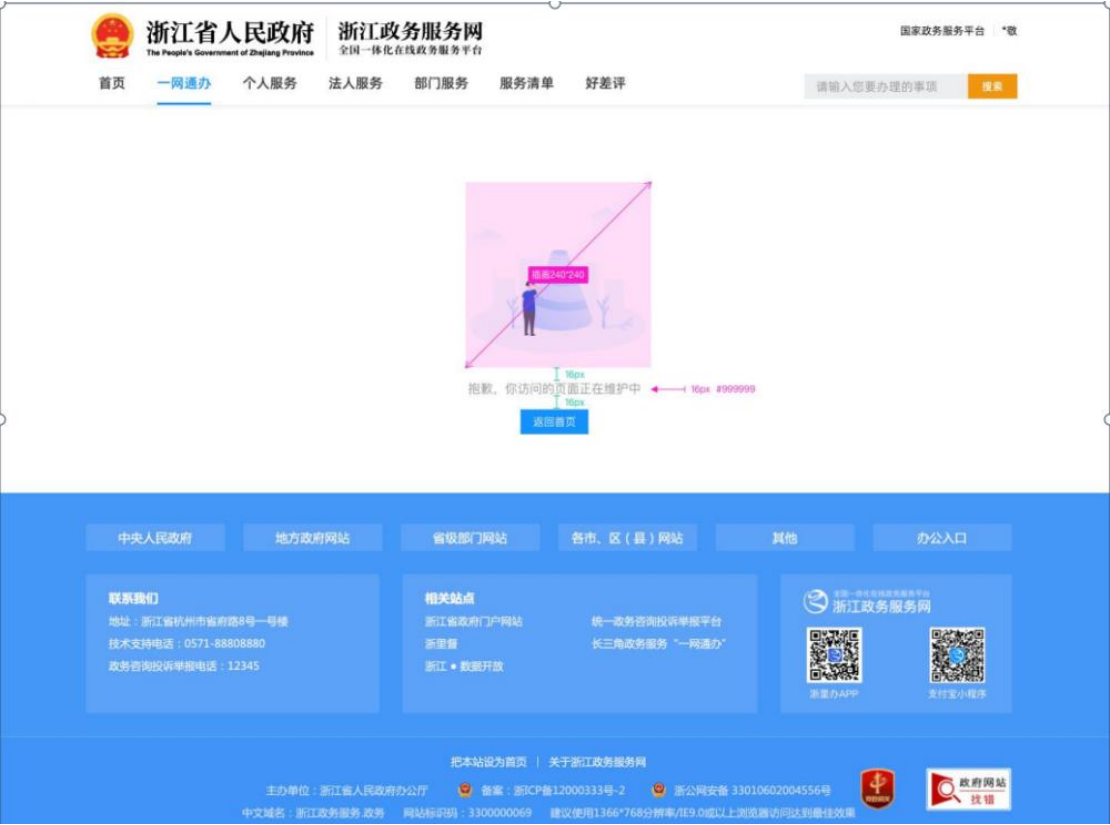 浙江省人民政府 浙江政务服务网
The People's Government of Zhejiang Province 全国一体化在线政务服务平台
国家政务服务平台 *敬
首页 一网通办 个人服务 法人服务 部门服务 服务清单 好差评
请输入您要办理的事项 搜索
插画240*240
16px
抱歉，你访问的页面正在维护中 16px #999999
16px
返回首页
中央人民政府 地方政府网站 省级部门网站 各市、区（县）网站 其他 办公入口
联系我们
地址：浙江省杭州市省府路8号一号楼
技术支持电话：0571-88808880
政务咨询投诉举报电话：12345
相关站点
浙江省政府门户网站 统一政务咨询投诉举报平台
浙里督 长三角政务服务“一网通办”
浙江▪数据开放
全国一体化在线政务服务平台
浙江政务服务网
浙里办APP 支付宝小程序
把本站设为首页 | 关于浙江政务服务网
主办单位：浙江省人民政府办公厅 备案：浙ICP备12000333号-2 浙公网安备 33010602004556号
中文域名：浙江政务服务.政务 网站标识码：3300000069 建议使用1366*768分辨率/IE9.0或以上浏览器访问达到最佳效果
党政机关
政府网站
找错